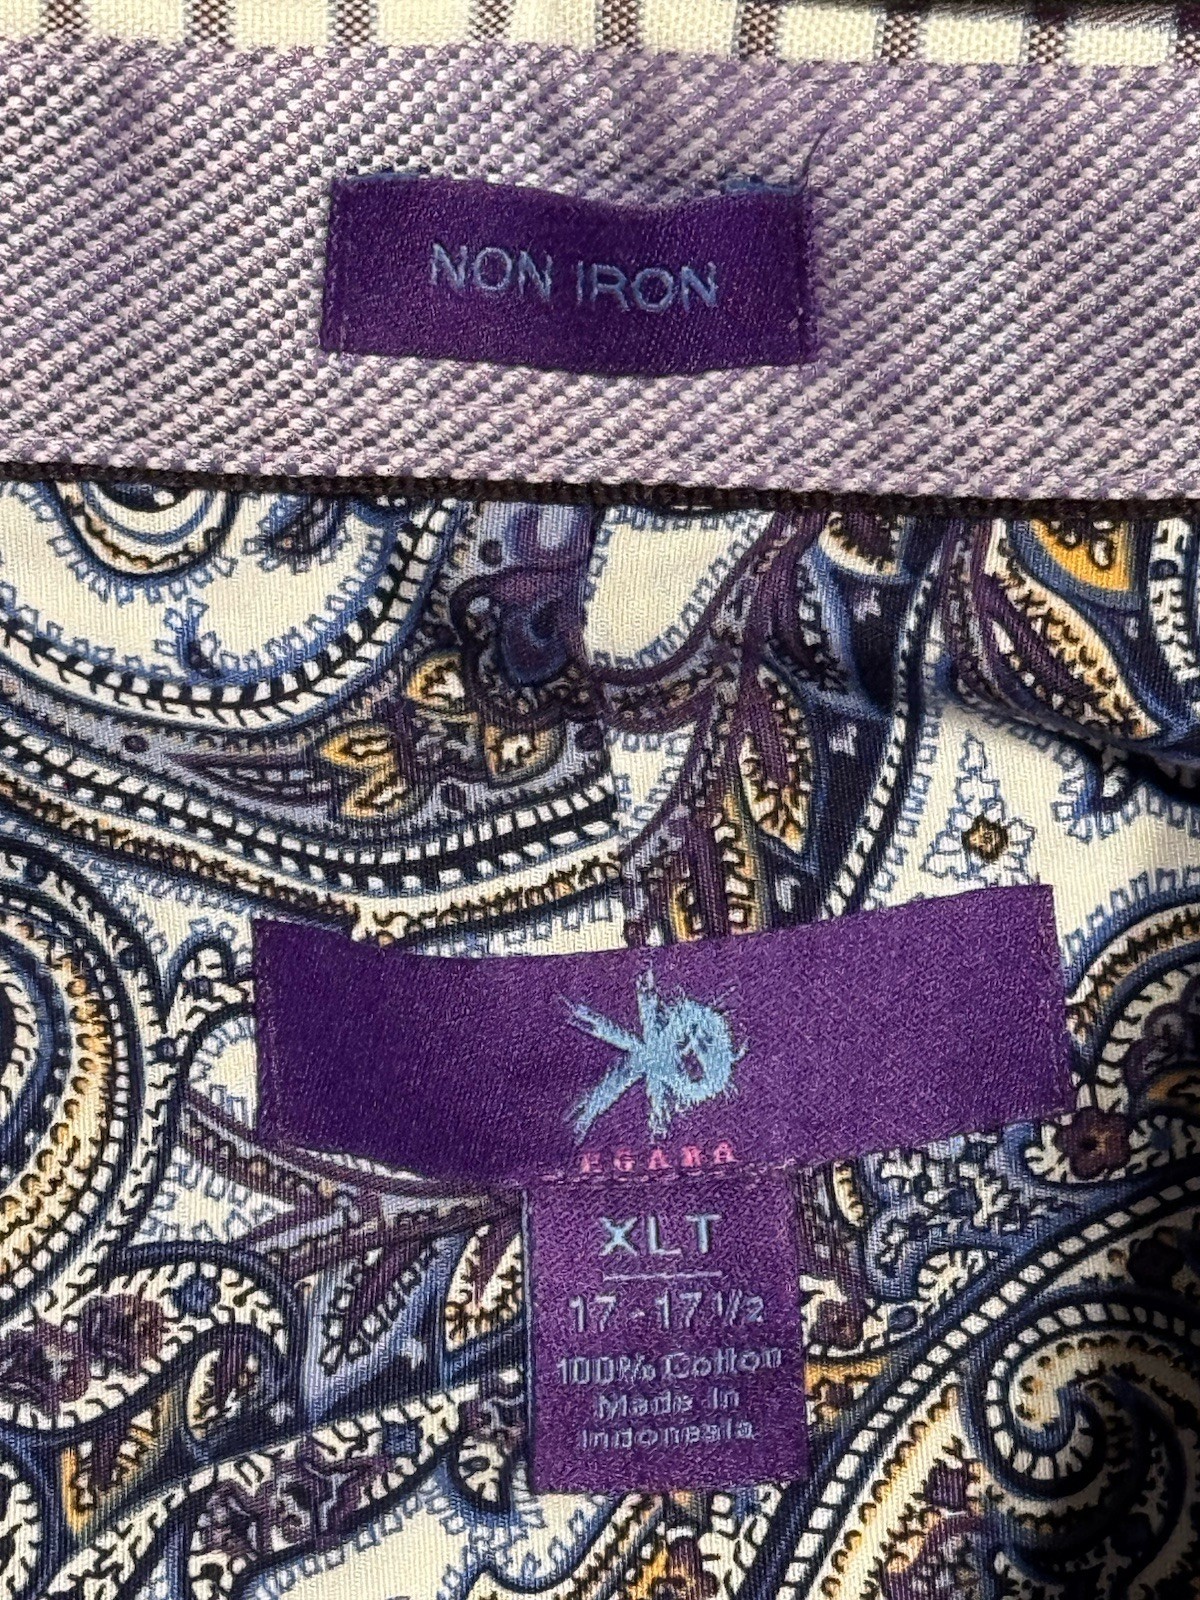 NON IRON
EGARA
XLT
17 - 17 1/2
100% Cotton
Made In
Indonesia